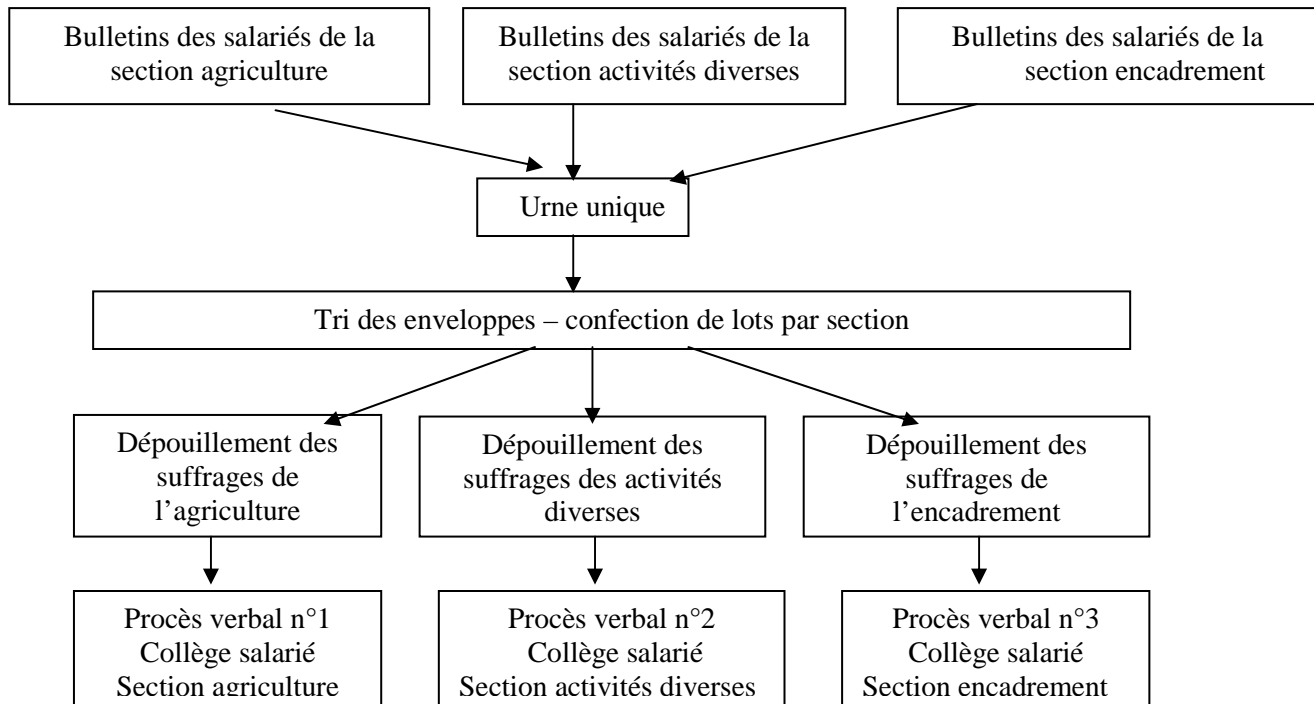 Bulletins des salariés de la
section agriculture
Bulletins des salariés de la
section activités diverses
Bulletins des salariés de la
section encadrement
Urne unique
Tri des enveloppes – confection de lots par section
Dépouillement des
suffrages de
l’agriculture
Dépouillement des
suffrages des activités
diverses
Dépouillement des
suffrages de
l’encadrement
Procès verbal n°1
Collège salarié
Section agriculture
Procès verbal n°2
Collège salarié
Section activités diverses
Procès verbal n°3
Collège salarié
Section encadrement